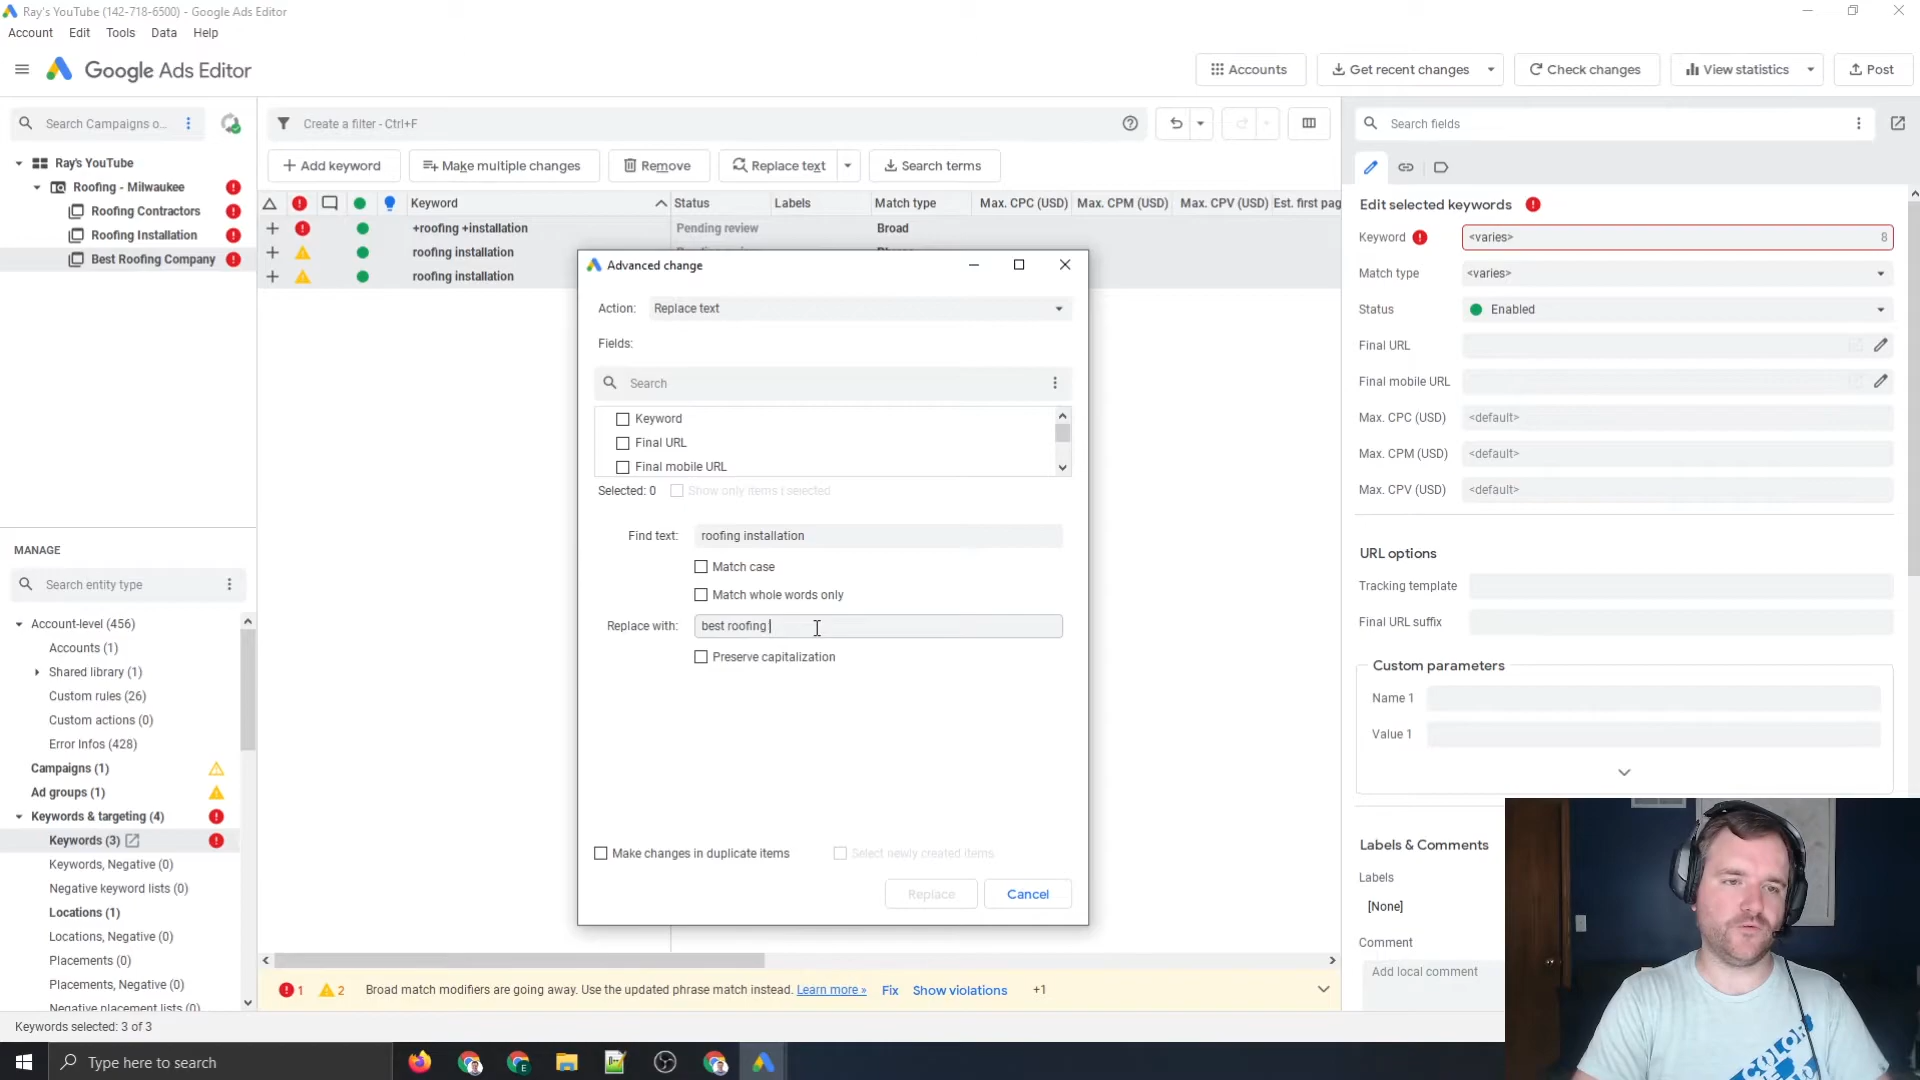 Ray's YouTube (142-718-6500) - Google Ads Editor
Account Edit Tools Data Help
Google Ads Editor
Accounts
Get recent changes
Check changes
View statistics
Post
Search Campaigns o...
Create a filter - Ctrl+F
Search fields
Ray's YouTube
Roofing - Milwaukee
Roofing Contractors
Roofing Installation
Best Roofing Company
Add keyword
Make multiple changes
Remove
Replace text
Search terms
Keyword Status Labels Match type Max. CPC (USD) Max. CPM (USD) Max. CPV (USD) Est. first pag
+roofing +installation Pending review Broad
roofing installation
roofing installation
Advanced change
Action: Replace text
Fields:
Search
Keyword
Final URL
Final mobile URL
Selected: 0 Show only items I selected
Find text: roofing installation
Match case
Match whole words only
Replace with: best roofing
Preserve capitalization
Make changes in duplicate items Select newly created items
Replace Cancel
Edit selected keywords
Keyword <varies> 8
Match type <varies>
Status Enabled
Final URL
Final mobile URL
Max. CPC (USD) <default>
Max. CPM (USD) <default>
Max. CPV (USD) <default>
URL options
Tracking template
Final URL suffix
Custom parameters
Name 1
Value 1
Labels & Comments
Labels
[None]
Comment
Add local comment
MANAGE
Search entity type
Account-level (456)
Accounts (1)
Shared library (1)
Custom rules (26)
Custom actions (0)
Error Infos (428)
Campaigns (1)
Ad groups (1)
Keywords & targeting (4)
Keywords (3)
Keywords, Negative (0)
Negative keyword lists (0)
Locations (1)
Locations, Negative (0)
Placements (0)
Placements, Negative (0)
Negative placement lists (0)
1 2 Broad match modifiers are going away. Use the updated phrase match instead. Learn more » Fix Show violations +1
Keywords selected: 3 of 3
Type here to search
COLOR